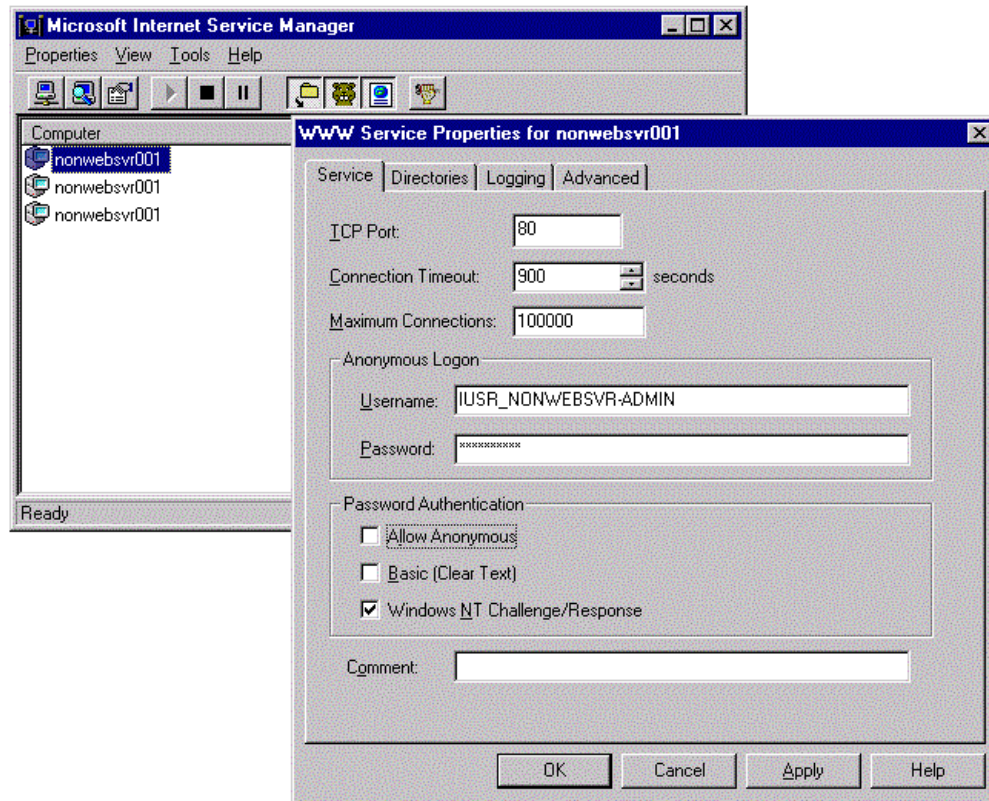 Microsoft Internet Service Manager
Properties View Tools Help
Computer
nonwebsvr001
nonwebsvr001
nonwebsvr001
Ready
WWW Service Properties for nonwebsvr001
Service Directories Logging Advanced
TCP Port: 80
Connection Timeout: 900 seconds
Maximum Connections: 100000
Anonymous Logon
Username: IUSR_NONWEBSVR-ADMIN
Password: **********
Password Authentication
Allow Anonymous
Basic (Clear Text)
Windows NT Challenge/Response
Comment:
OK Cancel Apply Help